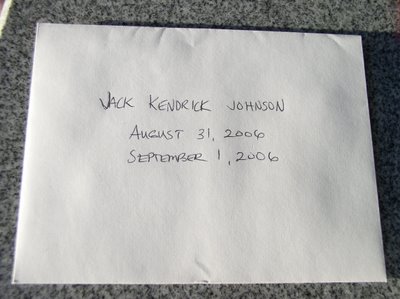 JACK KENDRICK JOHNSON
AUGUST 31, 2006
SEPTEMBER 1, 2006